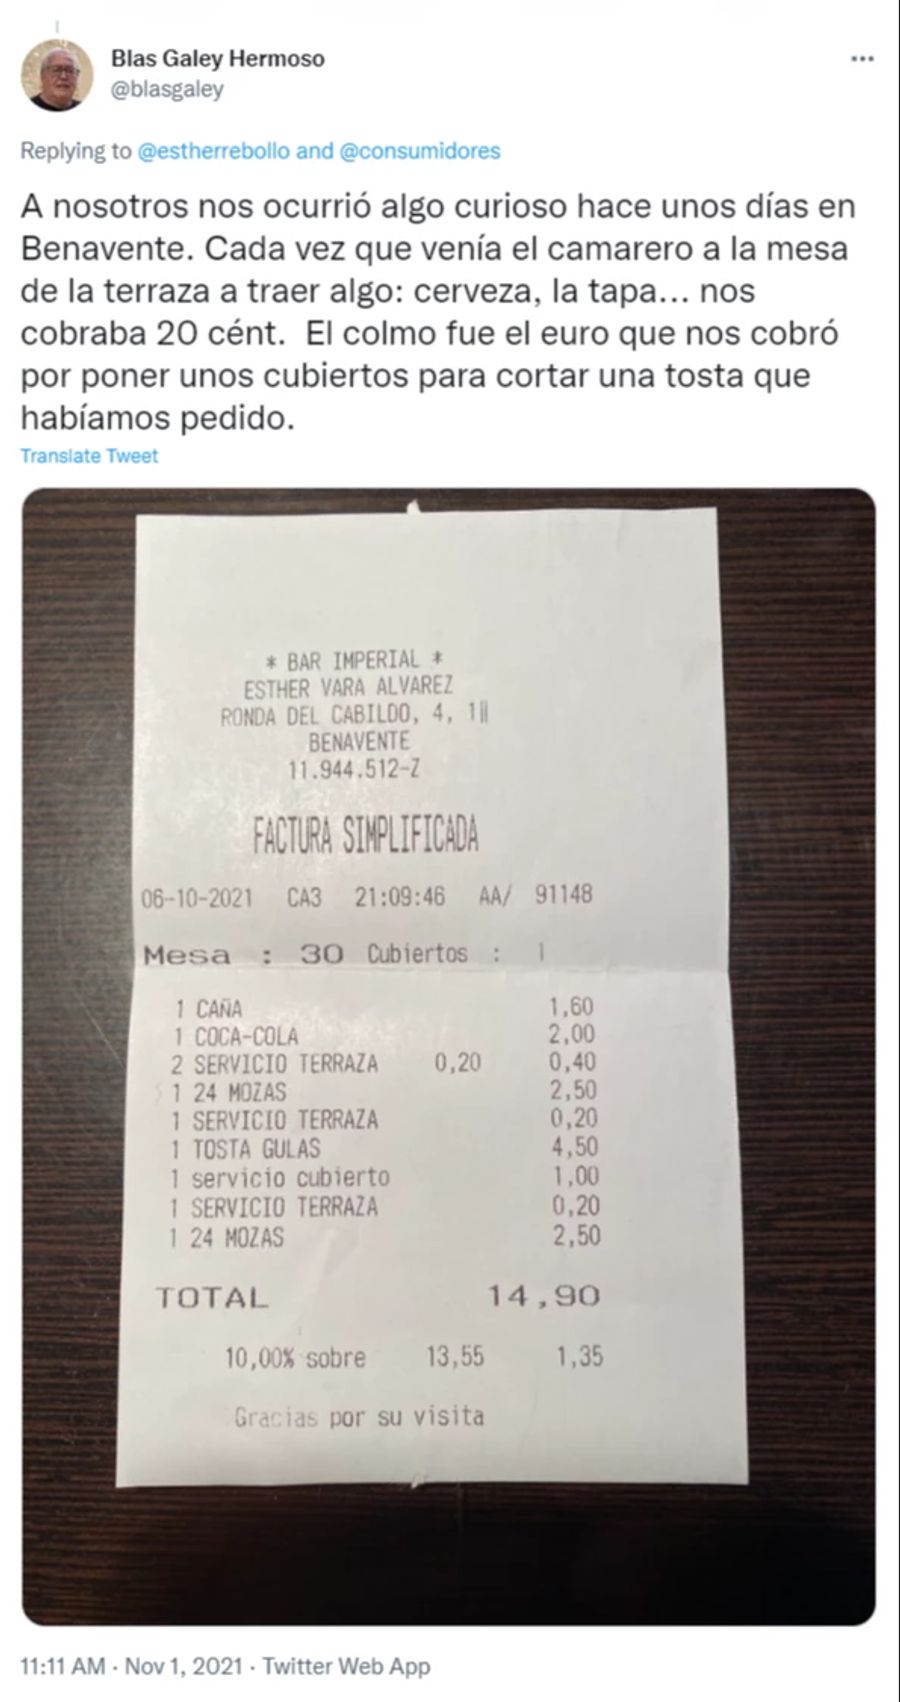 Blas Galey Hermoso
@blasgaley
Replying to @estherrebollo and @consumidores
A nosotros nos ocurrió algo curioso hace unos días en
Benavente. Cada vez que venía el camarero a la mesa
de la terraza a traer algo: cerveza, la tapa... nos
cobraba 20 cént.  El colmo fue el euro que nos cobró
por poner unos cubiertos para cortar una tosta que
habíamos pedido.
Translate Tweet
* BAR IMPERIAL *
ESTHER VARA ALVAREZ
RONDA DEL CABILDO, 4, 1
BENAVENTE
11.944.512-Z
FACTURA SIMPLIFICADA
06-10-2021 CA3 21:09:46 AA/ 91148
Mesa : 30 Cubiertos : 1
1 CAÑA 1,60
1 COCA-COLA 2,00
2 SERVICIO TERRAZA 0,20 0,40
1 24 MOZAS 2,50
1 SERVICIO TERRAZA 0,20
1 TOSTA GULAS 4,50
1 servicio cubierto 1,00
1 SERVICIO TERRAZA 0,20
1 24 MOZAS 2,50
TOTAL 14,90
10,00% sobre 13,55 1,35
Gracias por su visita
11:11 AM · Nov 1, 2021 · Twitter Web App